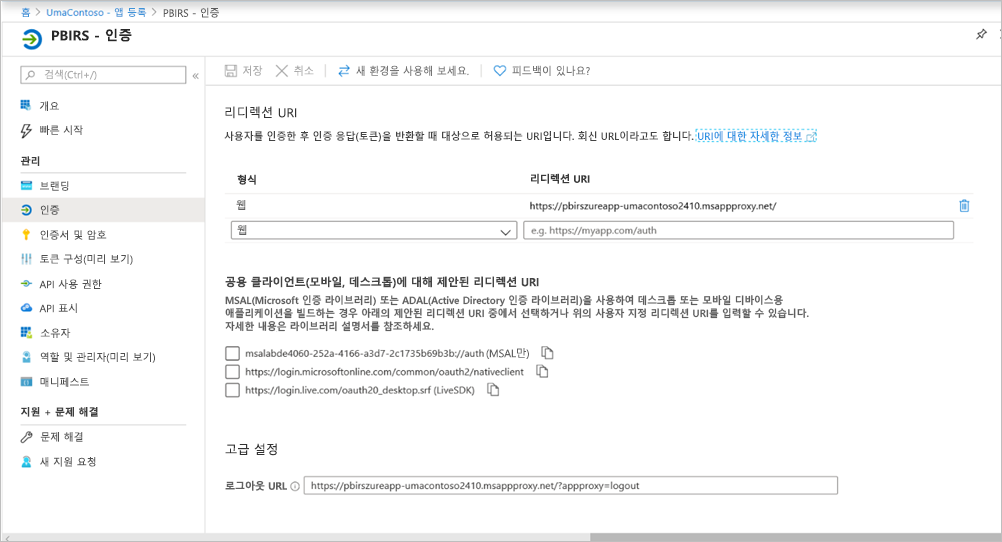 홈 > UmaContoso - 앱 등록 > PBIRS - 인증
PBIRS - 인증
검색(Ctrl+/)
«
개요
빠른 시작
관리
브랜딩
인증
인증서 및 암호
토큰 구성(미리 보기)
API 사용 권한
API 표시
소유자
역할 및 관리자(미리 보기)
매니페스트
지원 + 문제 해결
문제 해결
새 지원 요청
저장
취소
새 환경을 사용해 보세요.
피드백이 있나요?
리디렉션 URI
사용자를 인증한 후 인증 응답(토큰)을 반환할 때 대상으로 허용되는 URI입니다. 회신 URL이라고도 합니다. URI에 대한 자세한 정보
형식 리디렉션 URI
웹 https://pbirszureapp-umacontoso2410.msappproxy.net/
웹 e.g. https://myapp.com/auth
공용 클라이언트(모바일, 데스크톱)에 대해 제안된 리디렉션 URI
MSAL(Microsoft 인증 라이브러리) 또는 ADAL(Active Directory 인증 라이브러리)을 사용하여 데스크톱 또는 모바일 디바이스용
애플리케이션을 빌드하는 경우 아래의 제안된 리디렉션 URI 중에서 선택하거나 위의 사용자 지정 리디렉션 URI를 입력할 수 있습니다.
자세한 내용은 라이브러리 설명서를 참조하세요.
msalabde4060-252a-4166-a3d7-2c1735b69b3b://auth (MSAL만)
https://login.microsoftonline.com/common/oauth2/nativeclient
https://login.live.com/oauth20_desktop.srf (LiveSDK)
고급 설정
로그아웃 URL https://pbirszureapp-umacontoso2410.msappproxy.net/?appproxy=logout